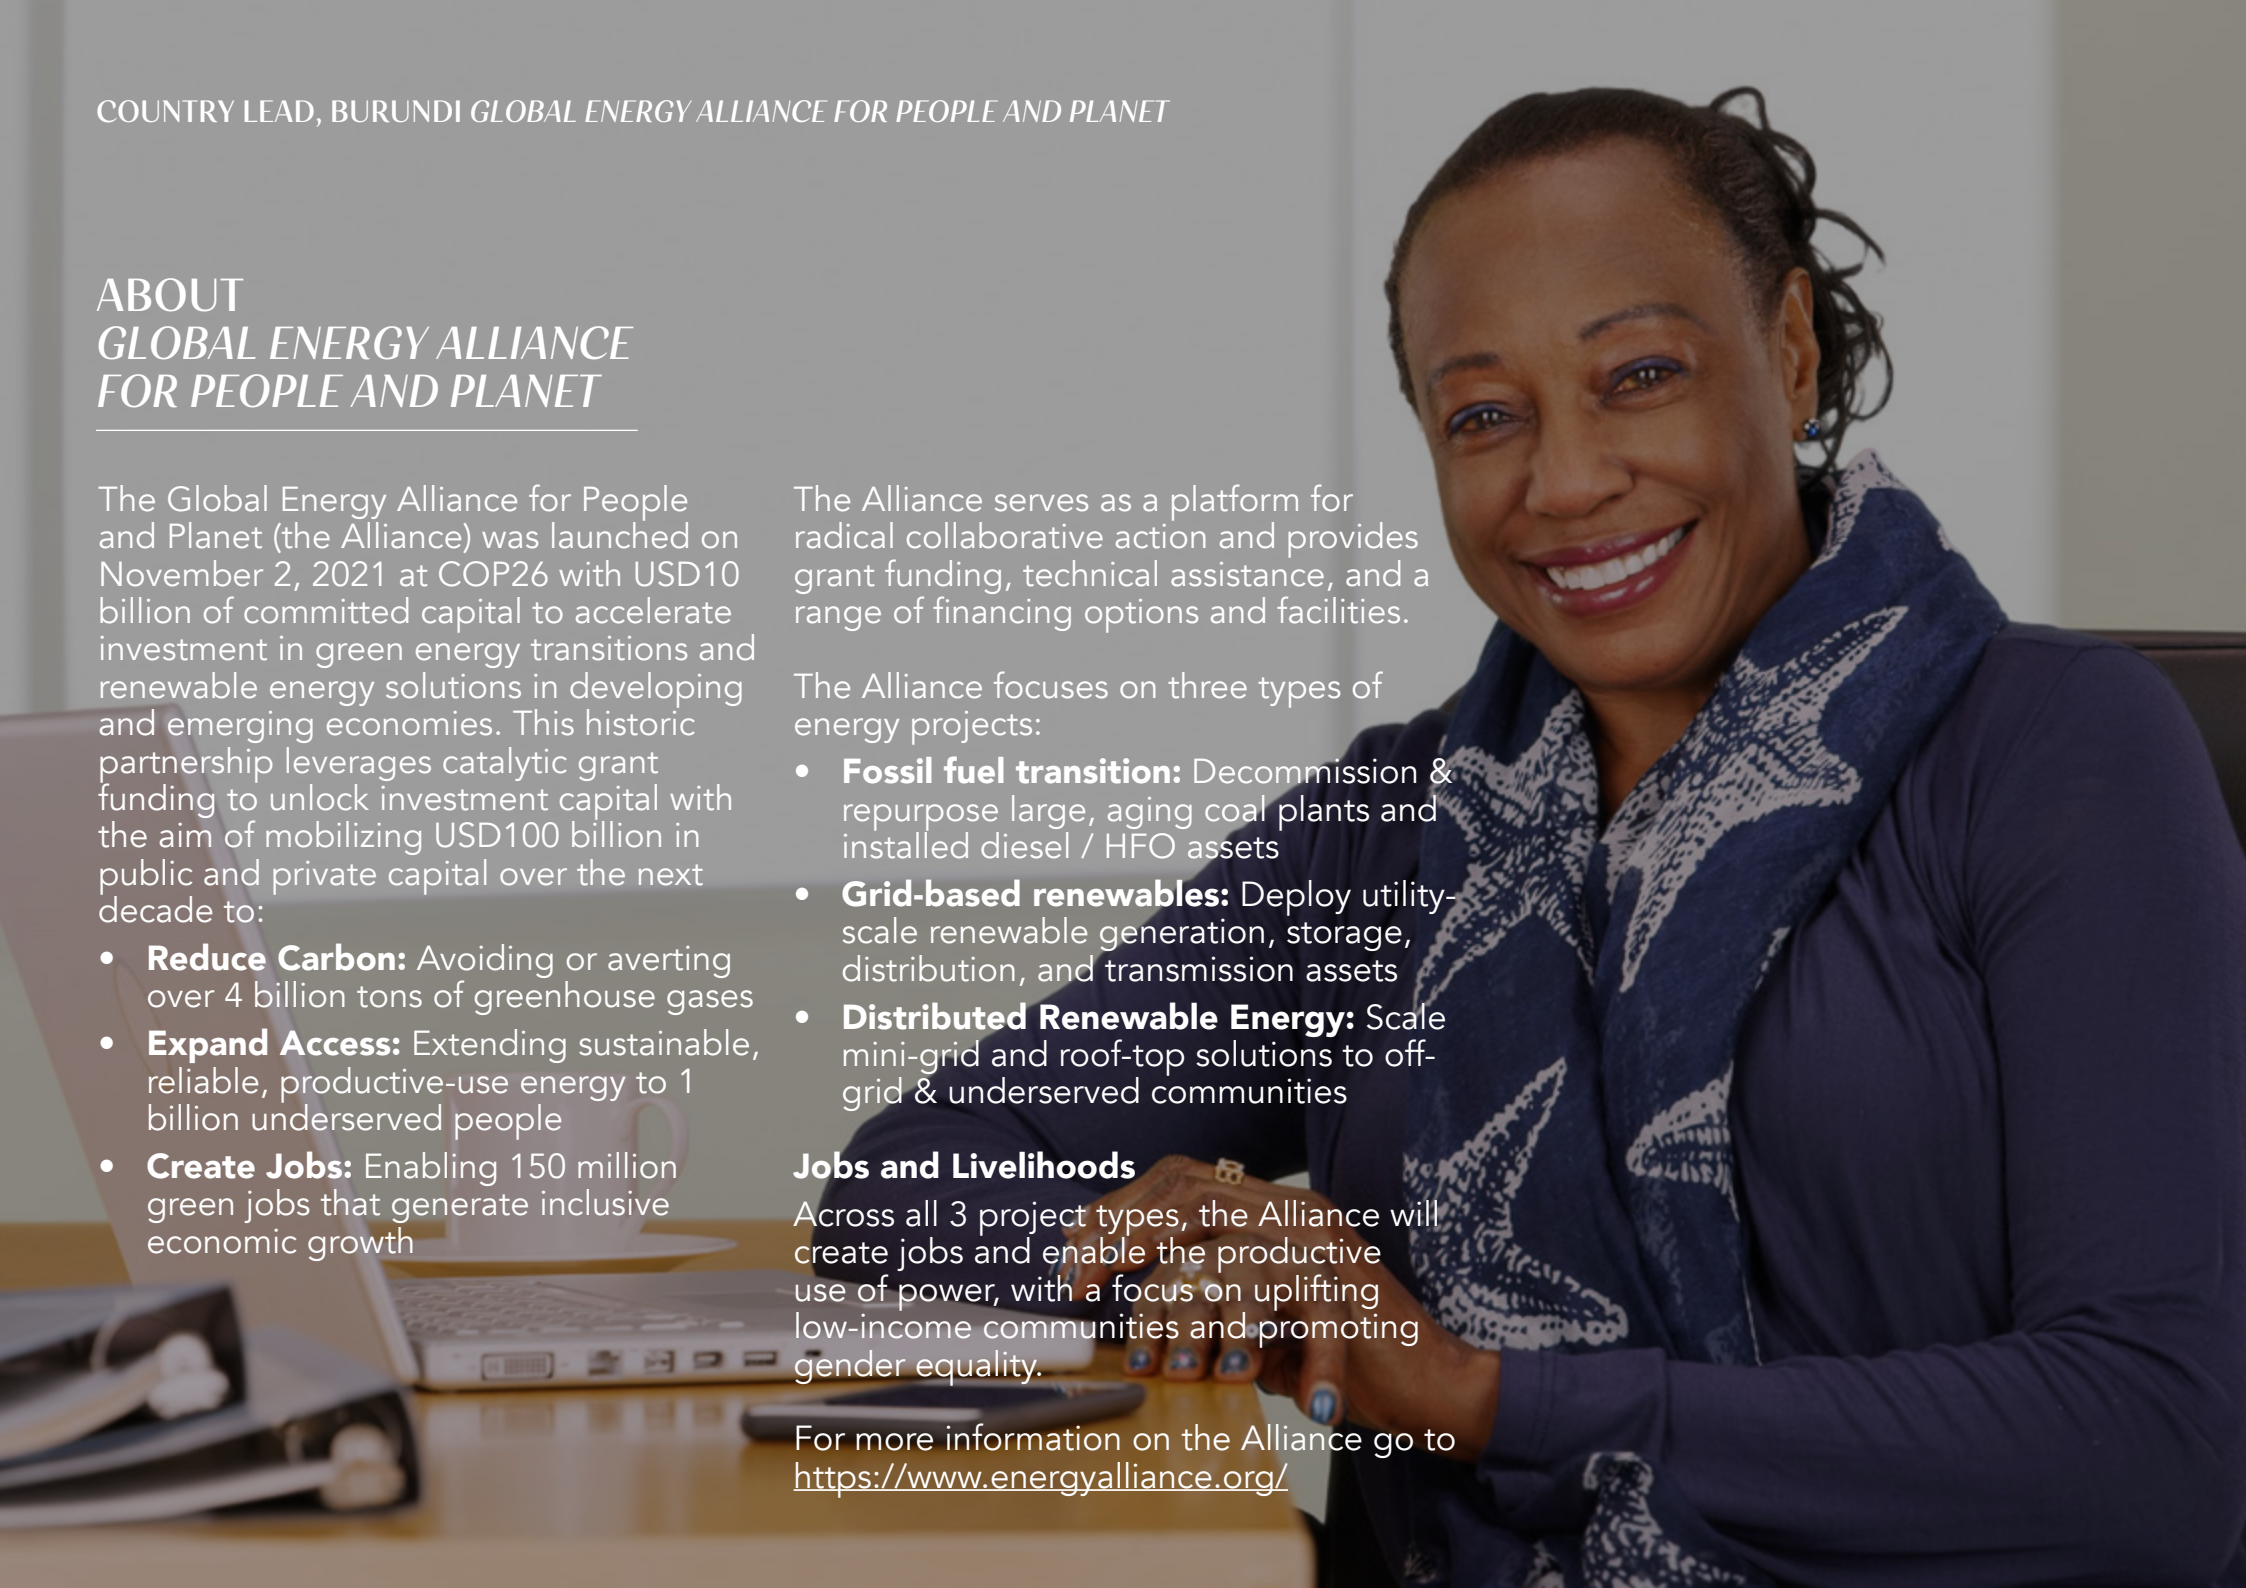 COUNTRY LEAD, BURUNDI GLOBAL ENERGY ALLIANCE FOR PEOPLE AND PLANET
ABOUT
GLOBAL ENERGY ALLIANCE
FOR PEOPLE AND PLANET
The Global Energy Alliance for People
and Planet (the Alliance) was launched on
November 2, 2021 at COP26 with USD10
billion of committed capital to accelerate
investment in green energy transitions and
renewable energy solutions in developing
and emerging economies. This historic
partnership leverages catalytic grant
funding to unlock investment capital with
the aim of mobilizing USD100 billion in
public and private capital over the next
decade to:
• Reduce Carbon: Avoiding or averting
over 4 billion tons of greenhouse gases
• Expand Access: Extending sustainable,
reliable, productive-use energy to 1
billion underserved people
• Create Jobs: Enabling 150 million
green jobs that generate inclusive
economic growth
The Alliance serves as a platform for
radical collaborative action and provides
grant funding, technical assistance, and a
range of financing options and facilities.
The Alliance focuses on three types of
energy projects:
• Fossil fuel transition: Decommission &
repurpose large, aging coal plants and
installed diesel / HFO assets
• Grid-based renewables: Deploy utility-
scale renewable generation, storage,
distribution, and transmission assets
• Distributed Renewable Energy: Scale
mini-grid and roof-top solutions to off-
grid & underserved communities
Jobs and Livelihoods
Across all 3 project types, the Alliance will
create jobs and enable the productive
use of power, with a focus on uplifting
low-income communities and promoting
gender equality.
For more information on the Alliance go to
https://www.energyalliance.org/